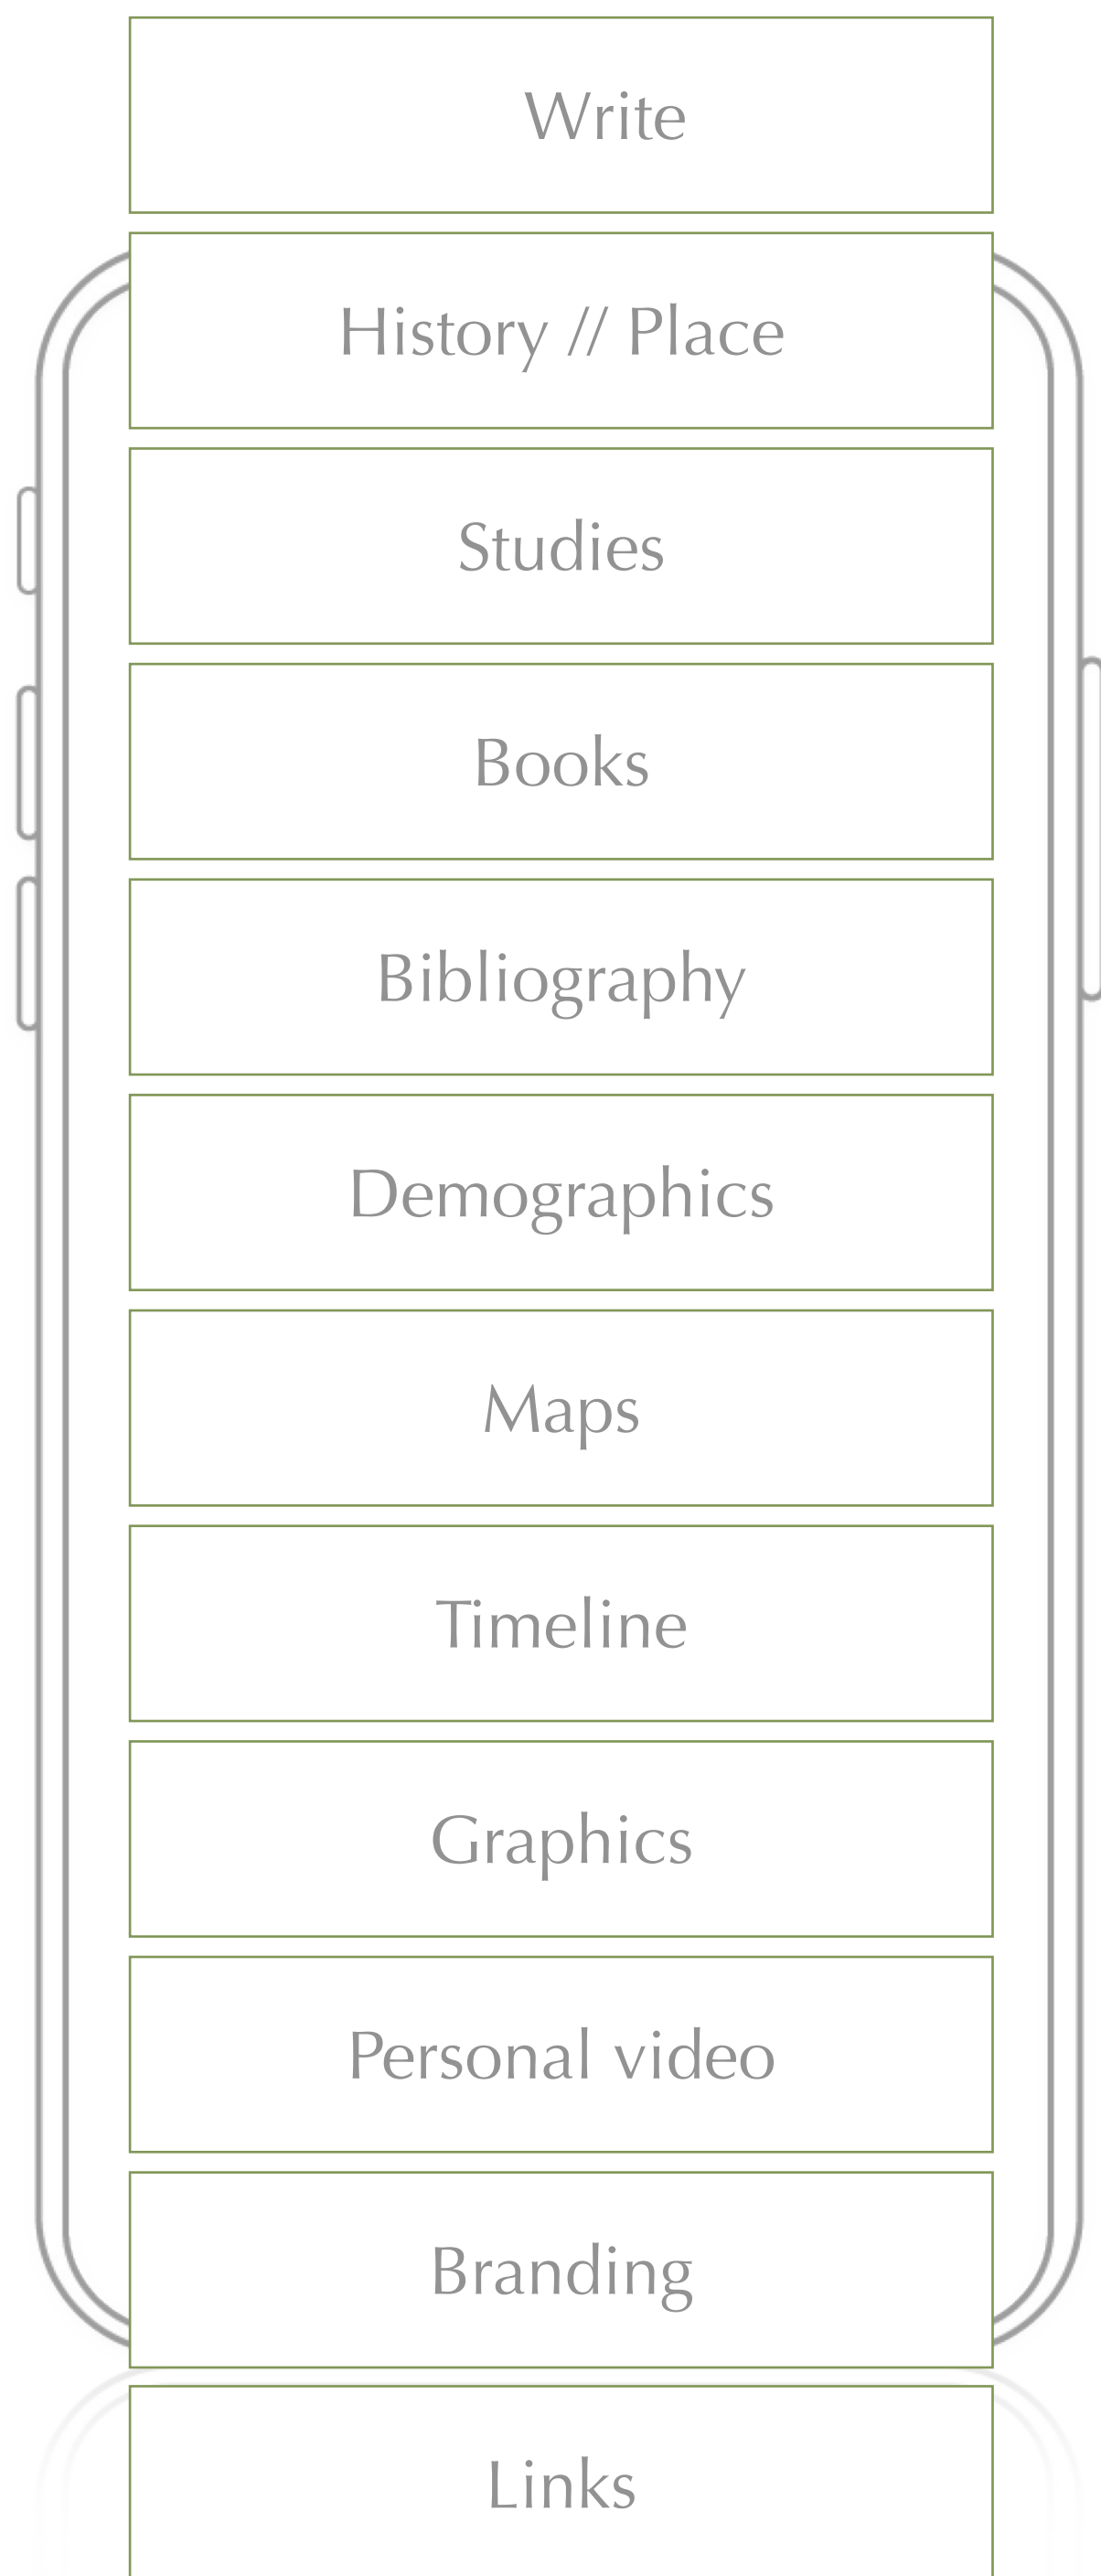 Write
History // Place
Studies
Books
Bibliography
Demographics
Maps
Timeline
Graphics
Personal video
Branding
Links